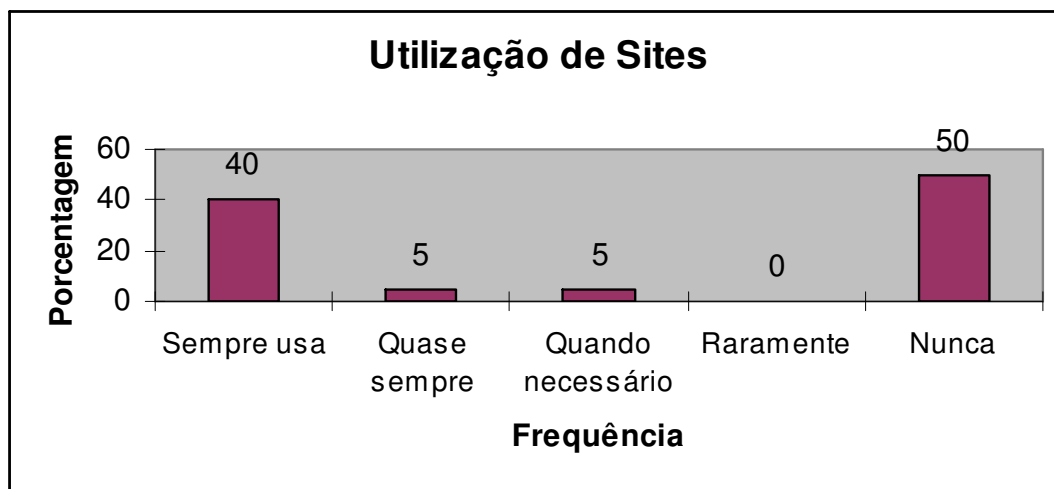 Utilização de Sites
Porcentagem
60
40
20
0
40
5
5
0
50
Sempre usa
Quase
sempre
Quando
necessário
Raramente
Nunca
Frequência